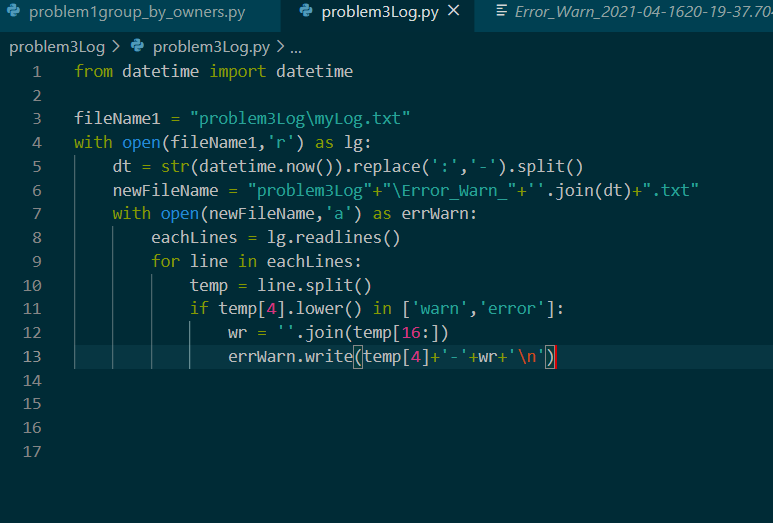 problem1group_by_owners.py problem3Log.py × Error_Warn_2021-04-1620-19-37.704
problem3Log > problem3Log.py > ...
1 from datetime import datetime
2
3 fileName1 = "problem3Log\myLog.txt"
4 with open(fileName1,'r') as lg:
5     dt = str(datetime.now()).replace(':','-').split()
6     newFileName = "problem3Log"+"\Error_Warn_"+''.join(dt)+".txt"
7     with open(newFileName,'a') as errWarn:
8         eachLines = lg.readlines()
9         for line in eachLines:
10             temp = line.split()
11             if temp[4].lower() in ['warn','error']:
12                 wr = ''.join(temp[16:])
13                 errWarn.write(temp[4]+'-'+wr+'\n')
14
15
16
17